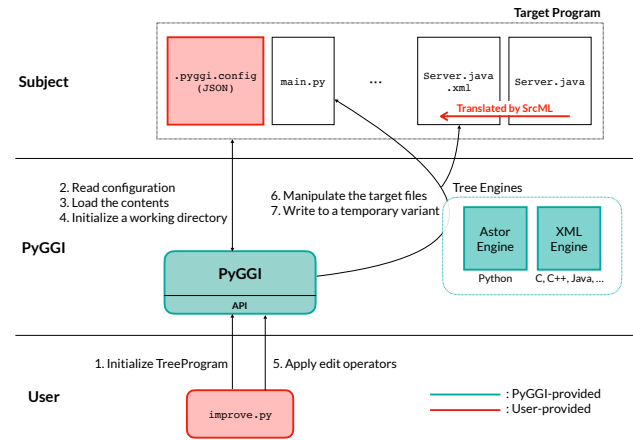 Target Program
Subject
.pyggi.config
(JSON)
main.py
...
Server.java
.xml
Server.java
Translated by SrcML
2. Read configuration
3. Load the contents
4. Initialize a working directory
6. Manipulate the target files
7. Write to a temporary variant
Tree Engines
PyGGI
PyGGI
API
Astor
Engine
XML
Engine
Python
C, C++, Java, ...
1. Initialize TreeProgram
5. Apply edit operators
User
improve.py
: PyGGI-provided
: User-provided